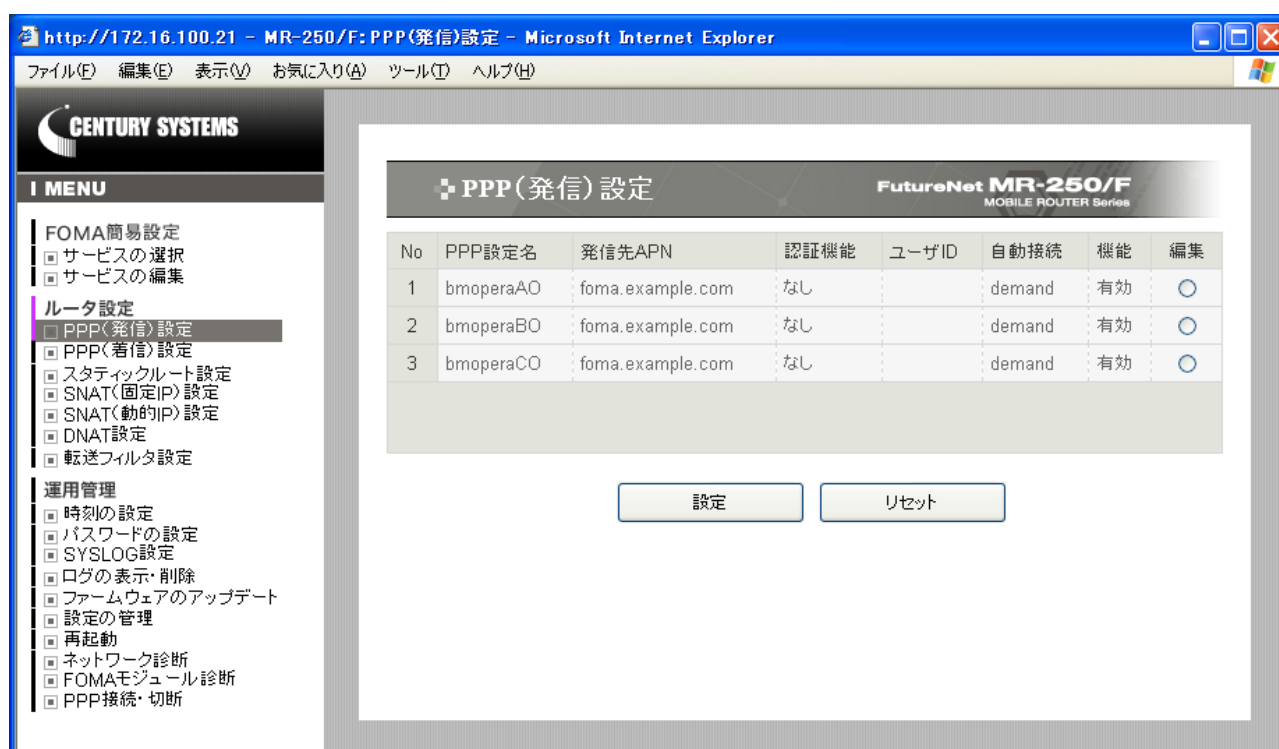 http://172.16.100.21 - MR-250/F:PPP(発信)設定 - Microsoft Internet Explorer
ファイル(F) 編集(E) 表示(V) お気に入り(A) ツール(T) ヘルプ(H)
CENTURY SYSTEMS
MENU
FOMA簡易設定
サービスの選択
サービスの編集
ルータ設定
PPP(発信)設定
PPP(着信)設定
スタティックルート設定
SNAT(固定IP)設定
SNAT(動的IP)設定
DNAT設定
転送フィルタ設定
運用管理
時刻の設定
パスワードの設定
SYSLOG設定
ログの表示・削除
ファームウェアのアップデート
設定の管理
再起動
ネットワーク診断
FOMAモジュール診断
PPP接続・切断
PPP(発信)設定
FutureNet MR-250/F
MOBILE ROUTER Series
No PPP設定名 発信先APN 認証機能 ユーザID 自動接続 機能 編集
1 bmoperaAO foma.example.com なし demand 有効
2 bmoperaBO foma.example.com なし demand 有効
3 bmoperaCO foma.example.com なし demand 有効
設定 リセット